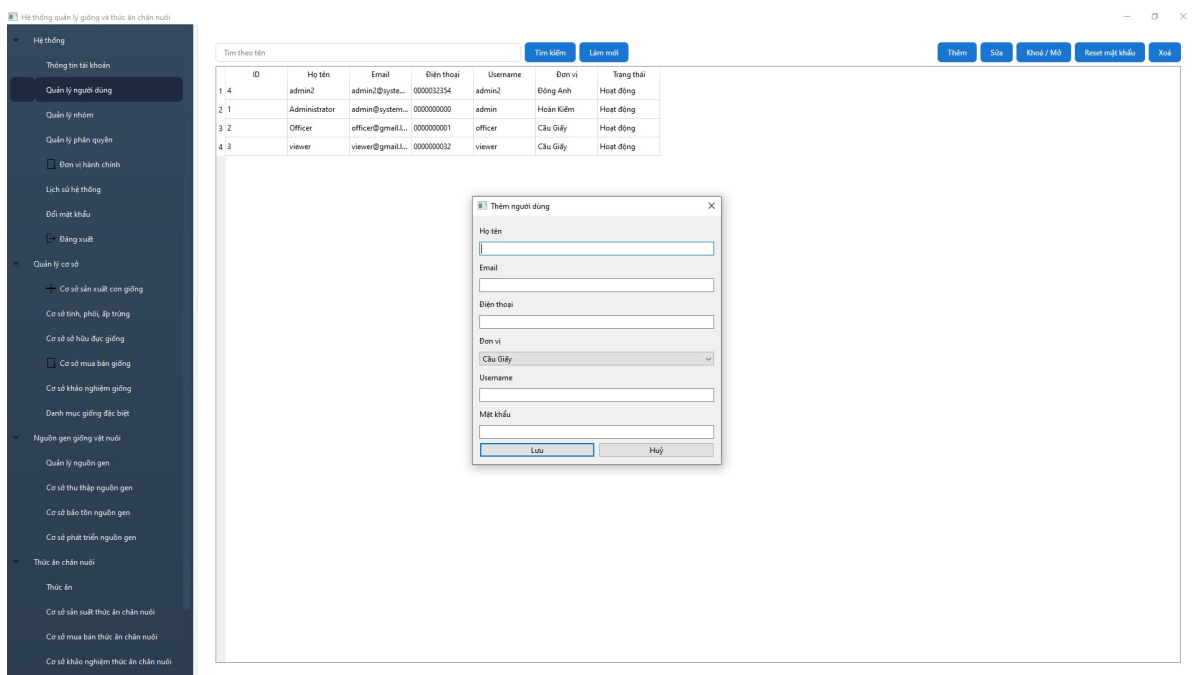 Hệ thống quản lý giống và thức ăn chăn nuôi
Hệ thống
Thông tin tài khoản
Quản lý người dùng
Quản lý nhóm
Quản lý phân quyền
Đơn vị hành chính
Lịch sử hệ thống
Đổi mật khẩu
Đăng xuất
Quản lý cơ sở
Cơ sở sản xuất con giống
Cơ sở tinh, phôi, ấp trứng
Cơ sở sở hữu đực giống
Cơ sở mua bán giống
Cơ sở khảo nghiệm giống
Danh mục giống đặc biệt
Nguồn gen giống vật nuôi
Quản lý nguồn gen
Cơ sở thu thập nguồn gen
Cơ sở bảo tồn nguồn gen
Cơ sở phát triển nguồn gen
Thức ăn chăn nuôi
Thức ăn
Cơ sở sản suất thức ăn chăn nuôi
Cơ sở mua bán thức ăn chăn nuôi
Cơ sở khảo nghiệm thức ăn chăn nuôi
Tìm theo tên Tìm kiếm Làm mới Thêm Sửa Khoá / Mở Reset mật khẩu Xoá
ID Họ tên Email Điện thoại Username Đơn vị Trạng thái
1 4 admin2 admin2@syste... 0000032354 admin2 Đông Anh Hoạt động
2 1 Administrator admin@system... 0000000000 admin Hoàn Kiếm Hoạt động
3 2 Officer officer@gmail.l... 0000000001 officer Cầu Giấy Hoạt động
4 3 viewer viewer@gmail.l... 0000000032 viewer Cầu Giấy Hoạt động
Thêm người dùng
Họ tên
Email
Điện thoại
Đơn vị
Cầu Giấy
Username
Mật khẩu
Lưu Huỷ